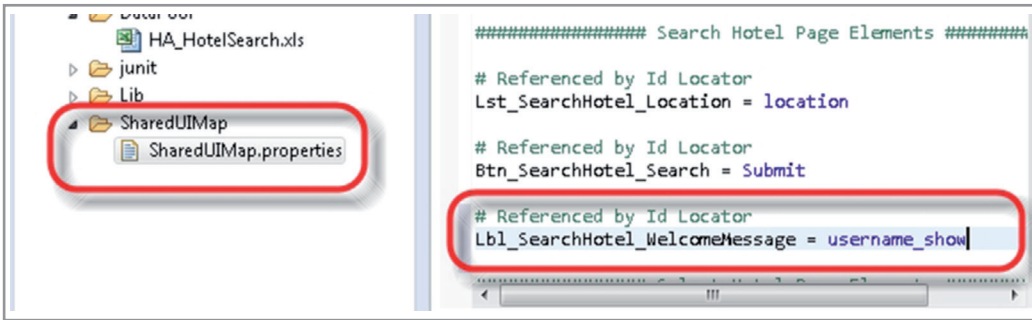 DataPool
HA_HotelSearch.xls
junit
Lib
SharedUIMap
SharedUIMap.properties
################# Search Hotel Page Elements ########
# Referenced by Id Locator
Lst_SearchHotel_Location = location
# Referenced by Id Locator
Btn_SearchHotel_Search = Submit
# Referenced by Id Locator
Lbl_SearchHotel_WelcomeMessage = username_show